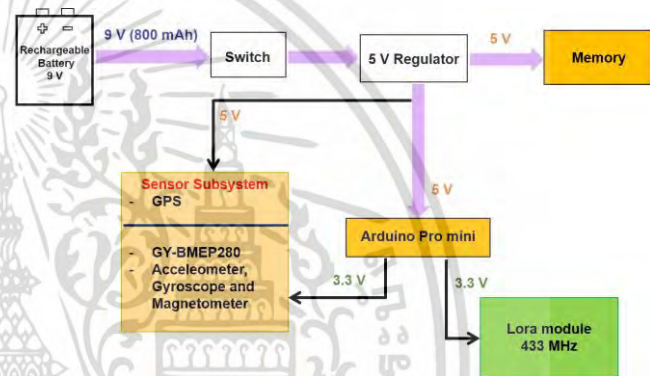 9 V (800 mAh)
Rechargeable
Battery
9 V
Switch
5 V Regulator
5 V
Memory
5 V
Sensor Subsystem
- GPS
- GY-BMEP280
- Acceleometer,
Gyroscope and
Magnetometer
5 V
Arduino Pro mini
3.3 V
3.3 V
Lora module
433 MHz